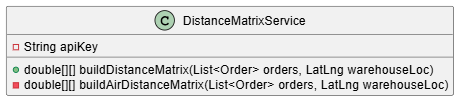 C DistanceMatrixService
String apiKey
double[][] buildDistanceMatrix(List<Order> orders, LatLng warehouseLoc)
double[][] buildAirDistanceMatrix(List<Order> orders, LatLng warehouseLoc)